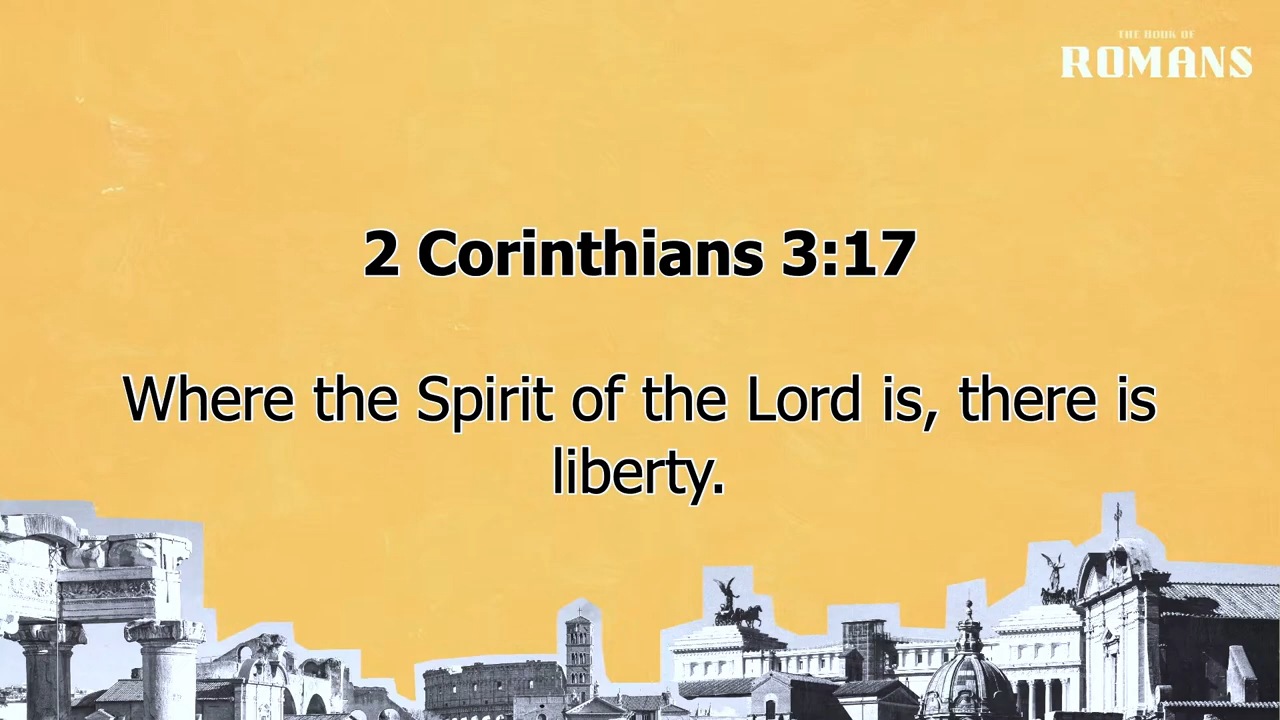 THE BOOK OF
ROMANS
2 Corinthians 3:17
Where the Spirit of the Lord is, there is
liberty.